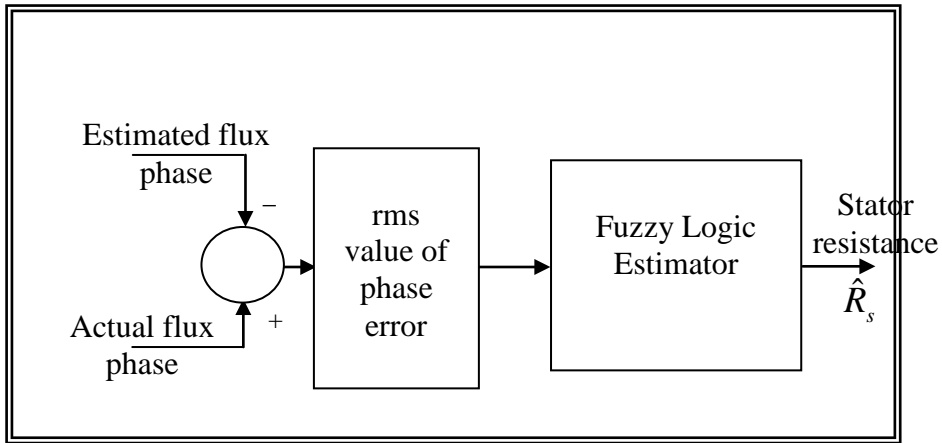 Estimated flux
phase
−
rms
value of
phase
error
Fuzzy Logic
Estimator
Stator
resistance
R̂ₛ
+
Actual flux
phase